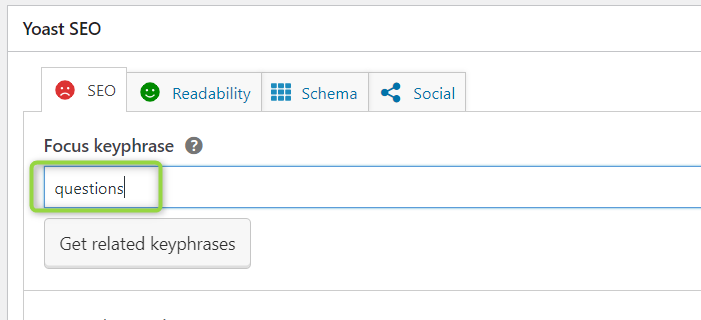 Yoast SEO
SEO Readability Schema Social
Focus keyphrase ?
questions
Get related keyphrases